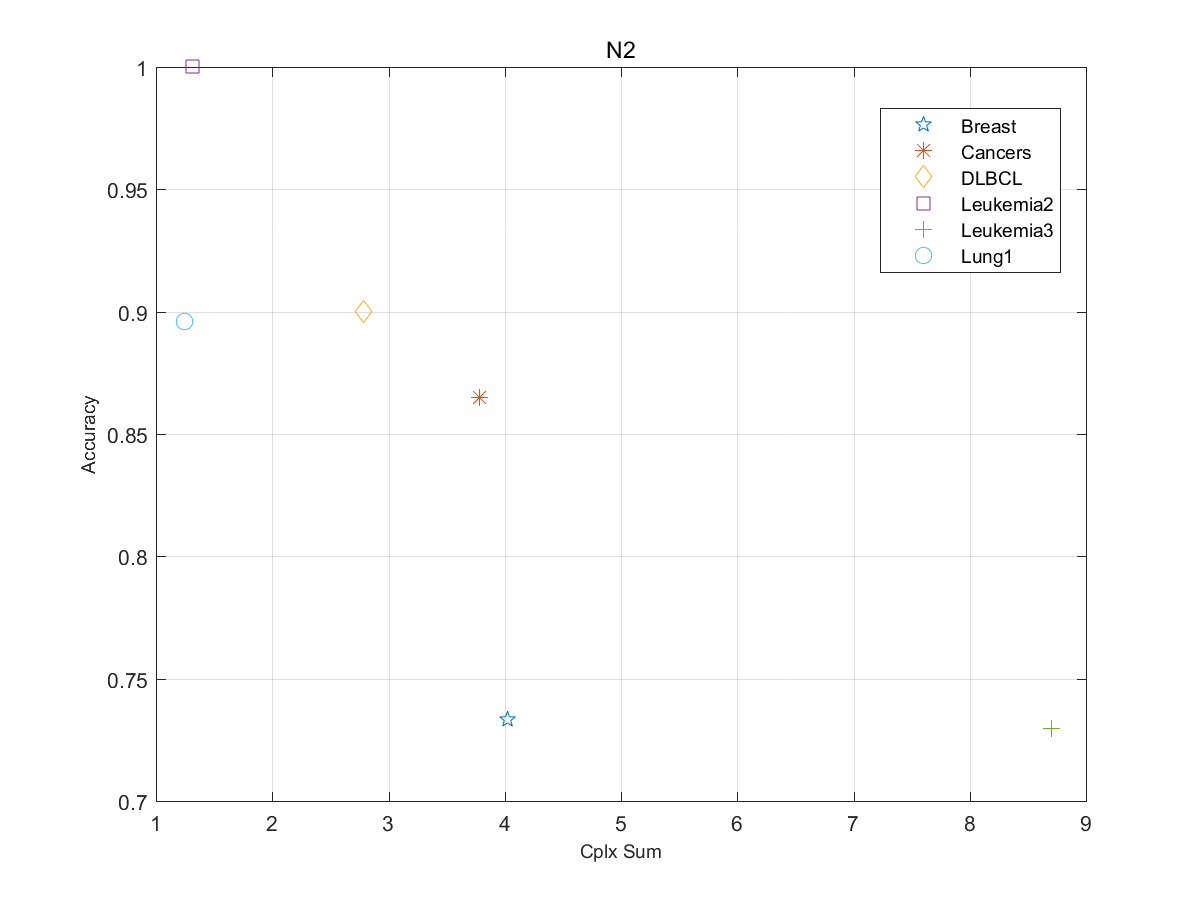 N2
1
0.95
0.9
0.85
0.8
0.75
0.7
Accuracy
Breast
Cancers
DLBCL
Leukemia2
Leukemia3
Lung1
1 2 3 4 5 6 7 8 9
Cplx Sum